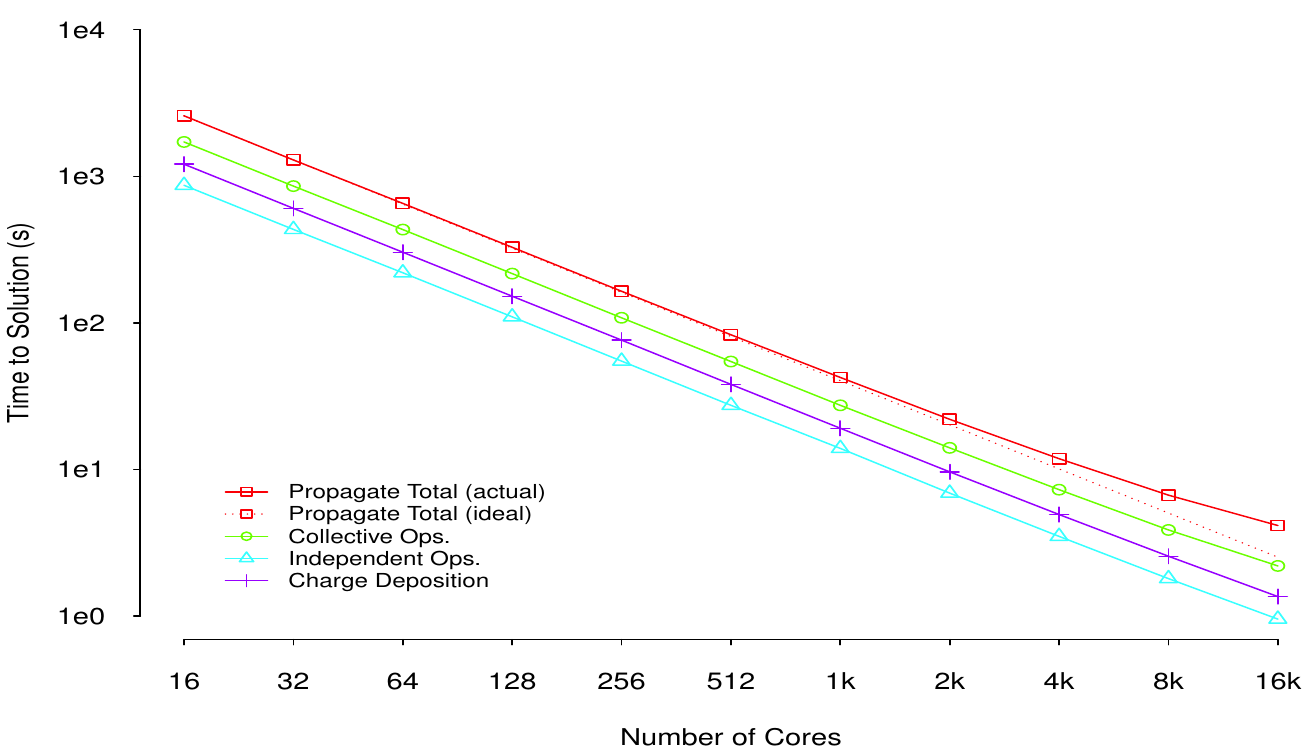 1e4
1e3
1e2
1e1
1e0
Time to Solution (s)
Propagate Total (actual)
Propagate Total (ideal)
Collective Ops.
Independent Ops.
Charge Deposition
16 32 64 128 256 512 1k 2k 4k 8k 16k
Number of Cores